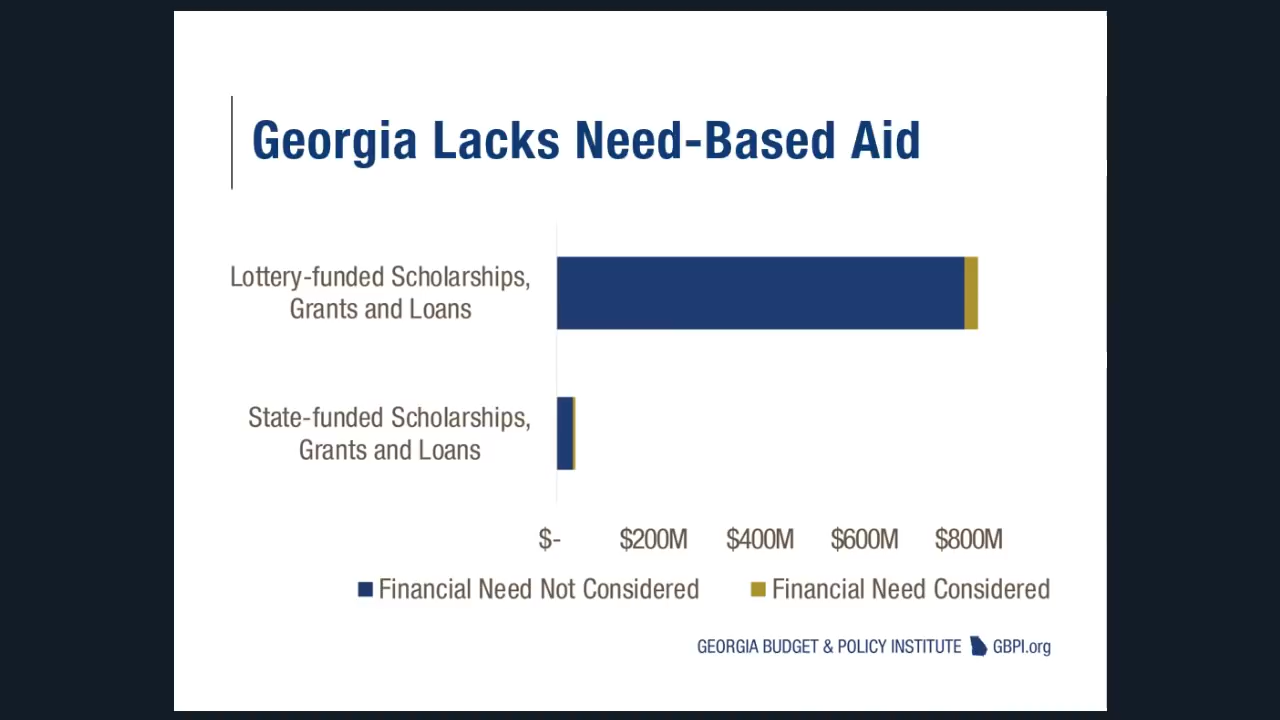 Georgia Lacks Need-Based Aid
Lottery-funded Scholarships,
Grants and Loans
State-funded Scholarships,
Grants and Loans
$- $200M $400M $600M $800M
Financial Need Not Considered Financial Need Considered
GEORGIA BUDGET & POLICY INSTITUTE GBPI.org